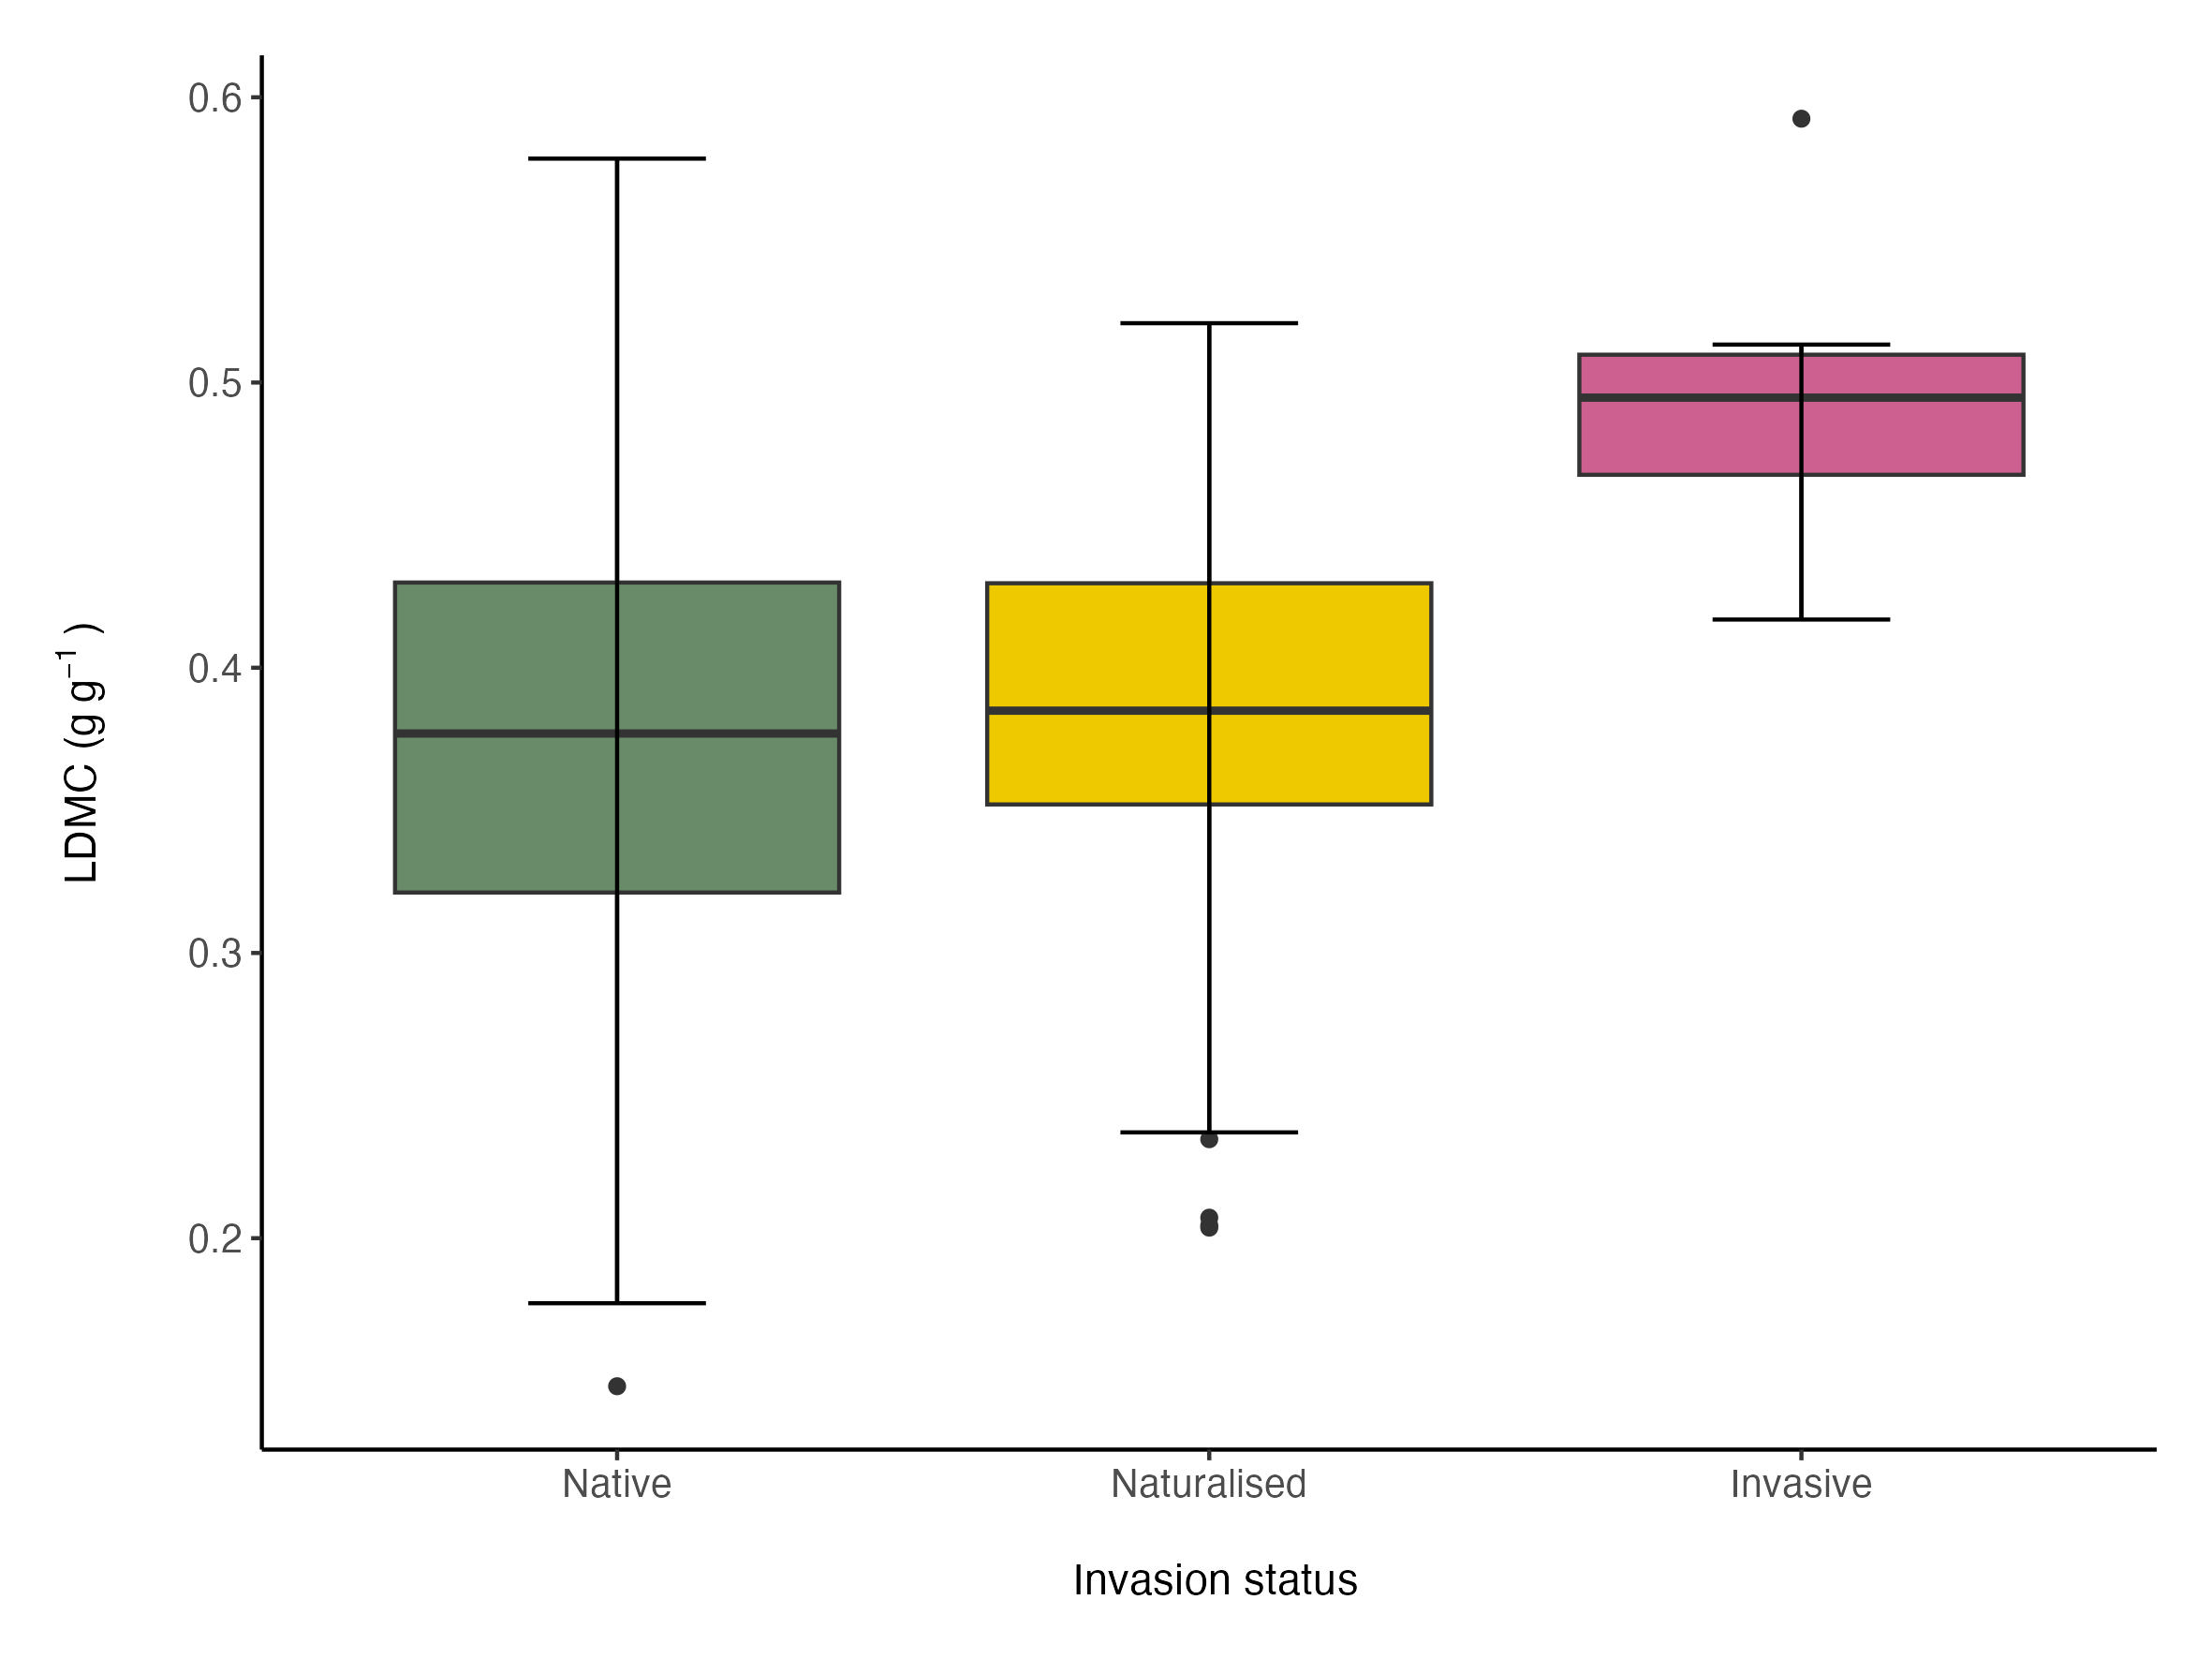 0.6
0.5
0.4
0.3
0.2
LDMC (g g⁻¹ )
Native
Naturalised
Invasive
Invasion status